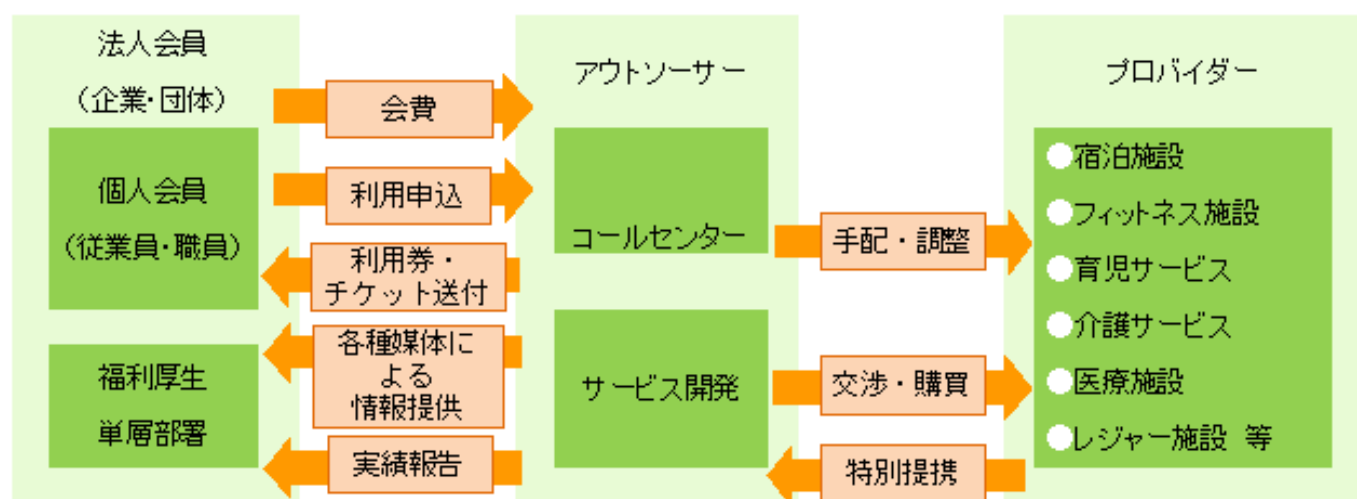 法人会員
（企業・団体）
個人会員
（従業員・職員）
福利厚生
単層部署
会費
利用申込
利用券・
チケット送付
各種媒体に
よる
情報提供
実績報告
アウトソーサー
コールセンター
サービス開発
手配・調整
交渉・購買
特別提携
プロバイダー
●宿泊施設
●フィットネス施設
●育児サービス
●介護サービス
●医療施設
●レジャー施設 等